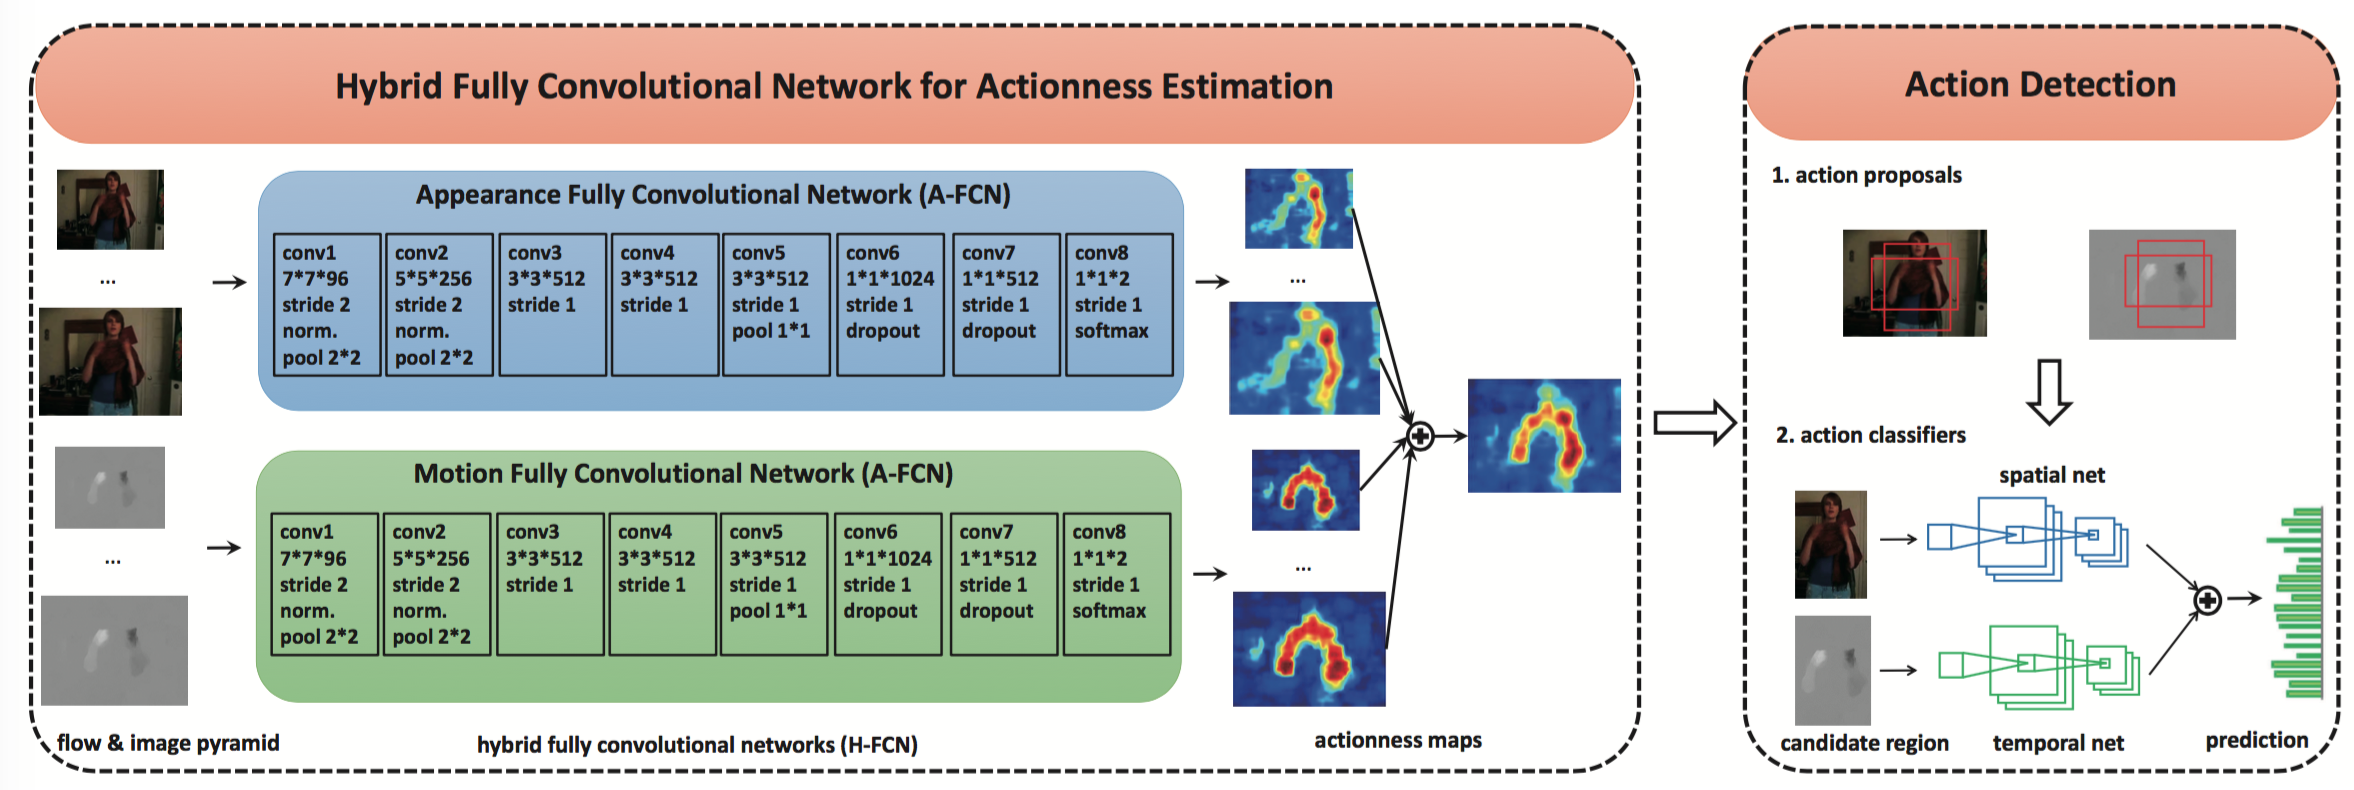 Hybrid Fully Convolutional Network for Actionness Estimation
Appearance Fully Convolutional Network (A-FCN)
conv1
7*7*96
stride 2
norm.
pool 2*2
conv2
5*5*256
stride 2
norm.
pool 2*2
conv3
3*3*512
stride 1
conv4
3*3*512
stride 1
conv5
3*3*512
stride 1
pool 1*1
conv6
1*1*1024
stride 1
dropout
conv7
1*1*512
stride 1
dropout
conv8
1*1*2
stride 1
softmax
...
...
Motion Fully Convolutional Network (A-FCN)
conv1
7*7*96
stride 2
norm.
pool 2*2
conv2
5*5*256
stride 2
norm.
pool 2*2
conv3
3*3*512
stride 1
conv4
3*3*512
stride 1
conv5
3*3*512
stride 1
pool 1*1
conv6
1*1*1024
stride 1
dropout
conv7
1*1*512
stride 1
dropout
conv8
1*1*2
stride 1
softmax
...
...
flow & image pyramid
hybrid fully convolutional networks (H-FCN)
actionness maps
Action Detection
1. action proposals
2. action classifiers
spatial net
candidate region
temporal net
prediction